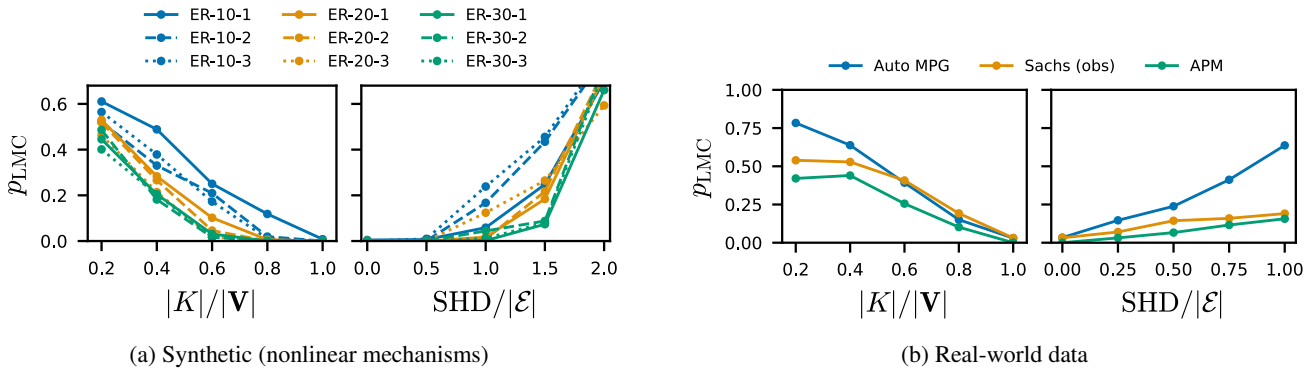 ER-10-1 ER-20-1 ER-30-1
ER-10-2 ER-20-2 ER-30-2
ER-10-3 ER-20-3 ER-30-3
p_LMC
0.6
0.4
0.2
0.0
0.2 0.4 0.6 0.8 1.0
|K|/|V|
0.0 0.5 1.0 1.5 2.0
SHD/|ℰ|
(a) Synthetic (nonlinear mechanisms)
Auto MPG Sachs (obs) APM
p_LMC
1.00
0.75
0.50
0.25
0.00
0.2 0.4 0.6 0.8 1.0
|K|/|V|
0.00 0.25 0.50 0.75 1.00
SHD/|ℰ|
(b) Real-world data